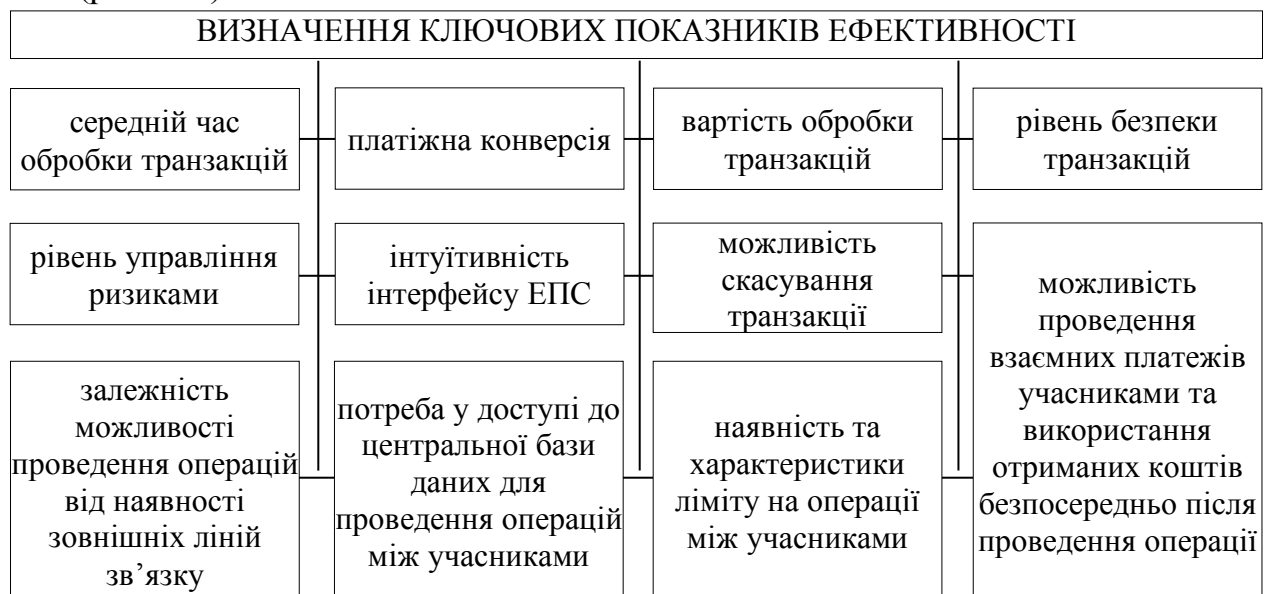 ВИЗНАЧЕННЯ КЛЮЧОВИХ ПОКАЗНИКІВ ЕФЕКТИВНОСТІ
середній час
обробки транзакцій
платіжна конверсія
вартість обробки
транзакцій
рівень безпеки
транзакцій
рівень управління
ризиками
інтуїтивність
інтерфейсу ЕПС
можливість
скасування
транзакції
можливість
проведення
взаємних платежів
учасниками та
використання
отриманих коштів
безпосередньо після
проведення операції
залежність
можливості
проведення операцій
від наявності
зовнішніх ліній
зв’язку
потреба у доступі до
центральної бази
даних для
проведення операцій
між учасниками
наявність та
характеристики
ліміту на операції
між учасниками